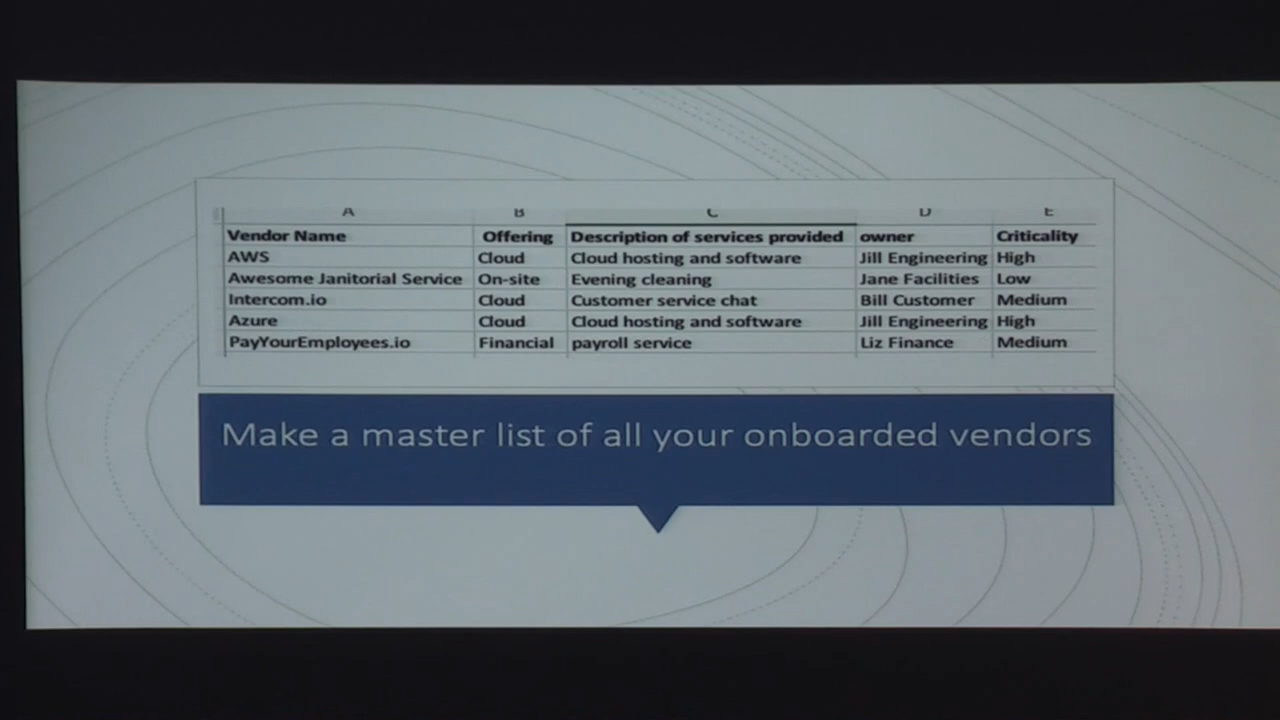 A B C D E
Vendor Name Offering Description of services provided owner Criticality
AWS Cloud Cloud hosting and software Jill Engineering High
Awesome Janitorial Service On-site Evening cleaning Jane Facilities Low
Intercom.io Cloud Customer service chat Bill Customer Medium
Azure Cloud Cloud hosting and software Jill Engineering High
PayYourEmployees.io Financial payroll service Liz Finance Medium
Make a master list of all your onboarded vendors